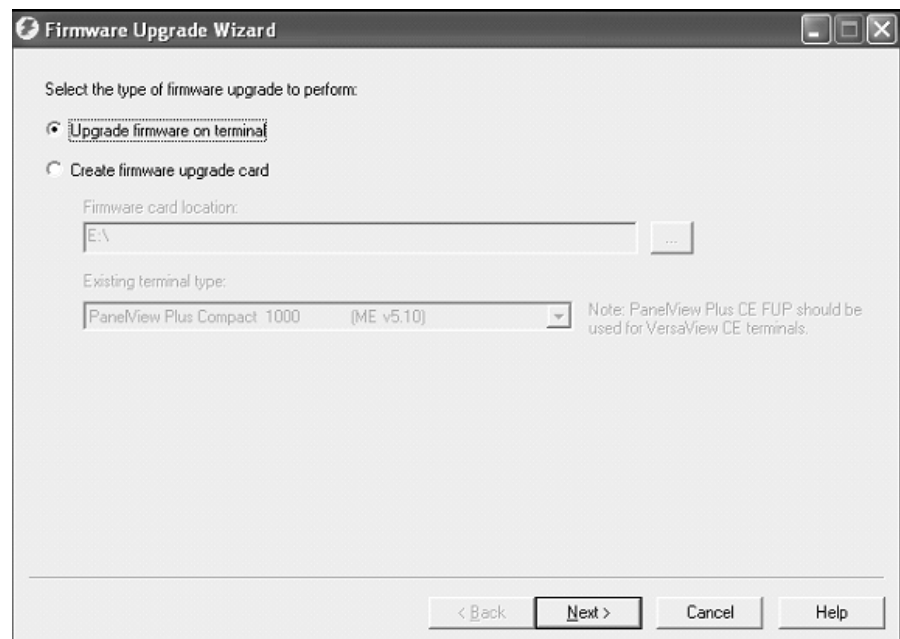 Firmware Upgrade Wizard
Select the type of firmware upgrade to perform:
Upgrade firmware on terminal
Create firmware upgrade card
Firmware card location:
E:\
...
Existing terminal type:
PanelView Plus Compact 1000 (ME v5.10)
Note: PanelView Plus CE FUP should be
used for VersaView CE terminals.
< Back
Next >
Cancel
Help